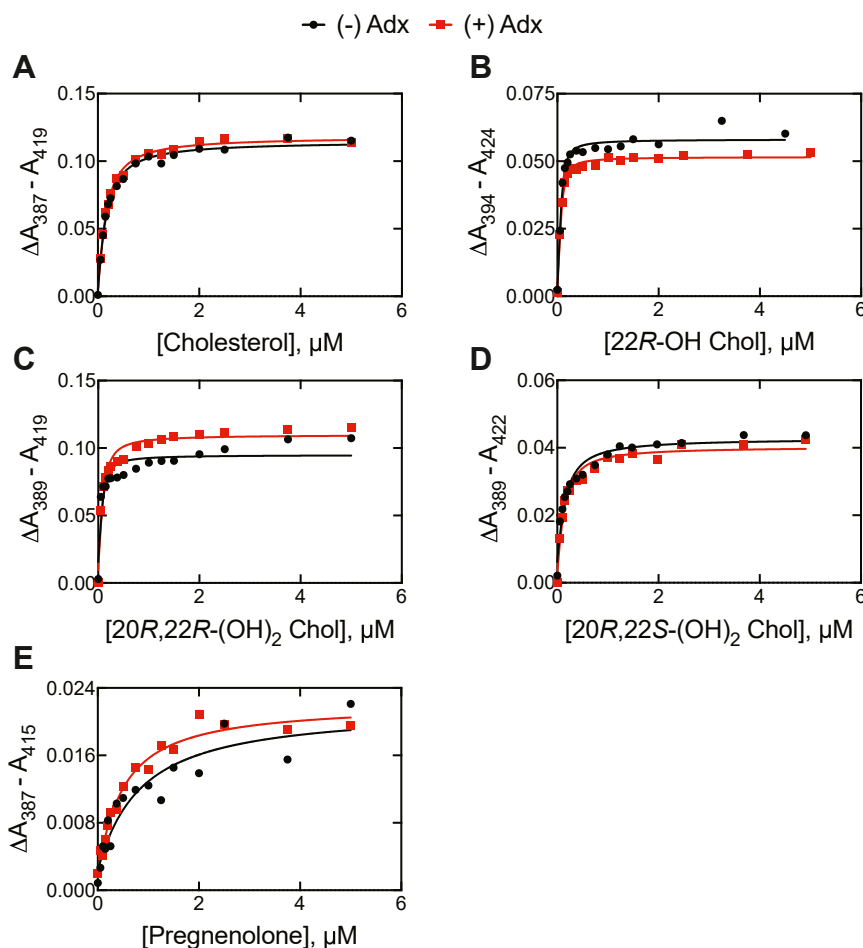 (-) Adx (+) Adx
A
0.15
0.10
0.05
0.00
0 2 4 6
ΔA387 - A419
[Cholesterol], μM
B
0.075
0.050
0.025
0.000
0 2 4 6
ΔA394 - A424
[22R-OH Chol], μM
C
0.15
0.10
0.05
0.00
0 2 4 6
ΔA389 - A419
[20R,22R-(OH)2 Chol], μM
D
0.06
0.04
0.02
0.00
0 2 4 6
ΔA389 - A422
[20R,22S-(OH)2 Chol], μM
E
0.024
0.016
0.008
0.000
0 2 4 6
ΔA387 - A415
[Pregnenolone], μM